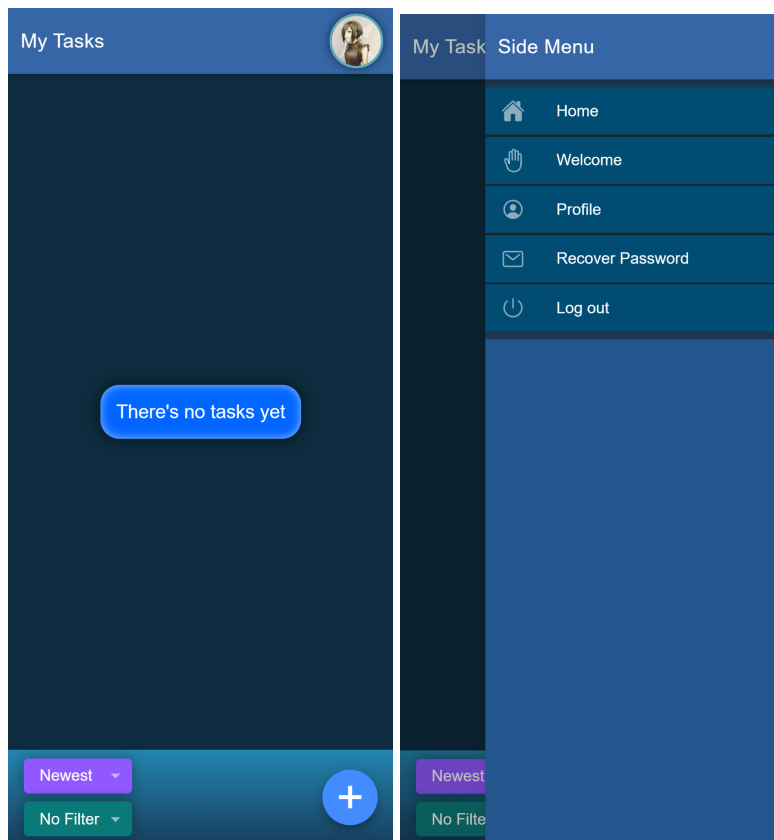 My Tasks
There's no tasks yet
Newest
No Filter
My Task
Side Menu
Home
Welcome
Profile
Recover Password
Log out
Newest
No Filte